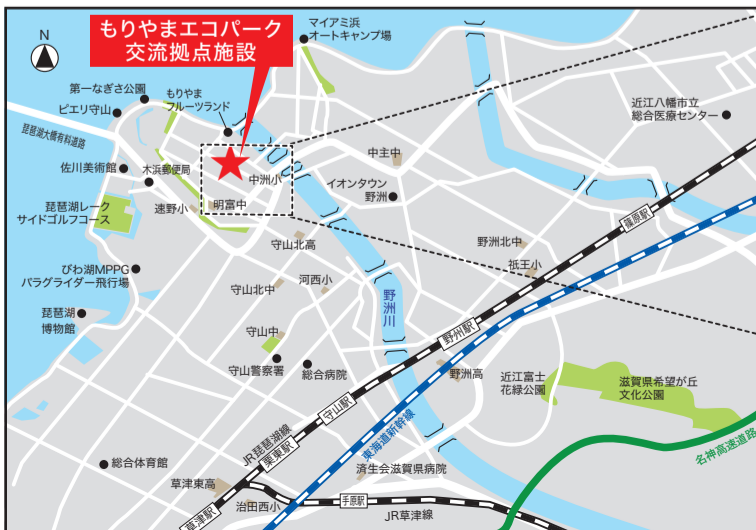 N
もりやまエコパーク
交流拠点施設
マイアミ浜
オートキャンプ場
第一なぎさ公園
もりやま
フルーツランド
ピエリ守山
近江八幡市立
総合医療センター
琵琶湖大橋有料道路
佐川美術館
木浜郵便局
中洲小
中主中
イオンタウン
野洲
琵琶湖レーク
サイドゴルフコース
速野小
明富中
篠原駅
守山北高
野洲北中
祇王小
びわ湖MPPG
パラグライダー飛行場
河西小
守山北中
野洲川
琵琶湖
博物館
守山中
野州駅
守山警察署
総合病院
野洲高
近江富士
花緑公園
滋賀県希望が丘
文化公園
守山駅
東海道新幹線
JR琵琶湖線
栗東駅
名神高速道路
総合体育館
済生会滋賀県病院
草津東高
手原駅
治田西小
JR草津線
草津駅